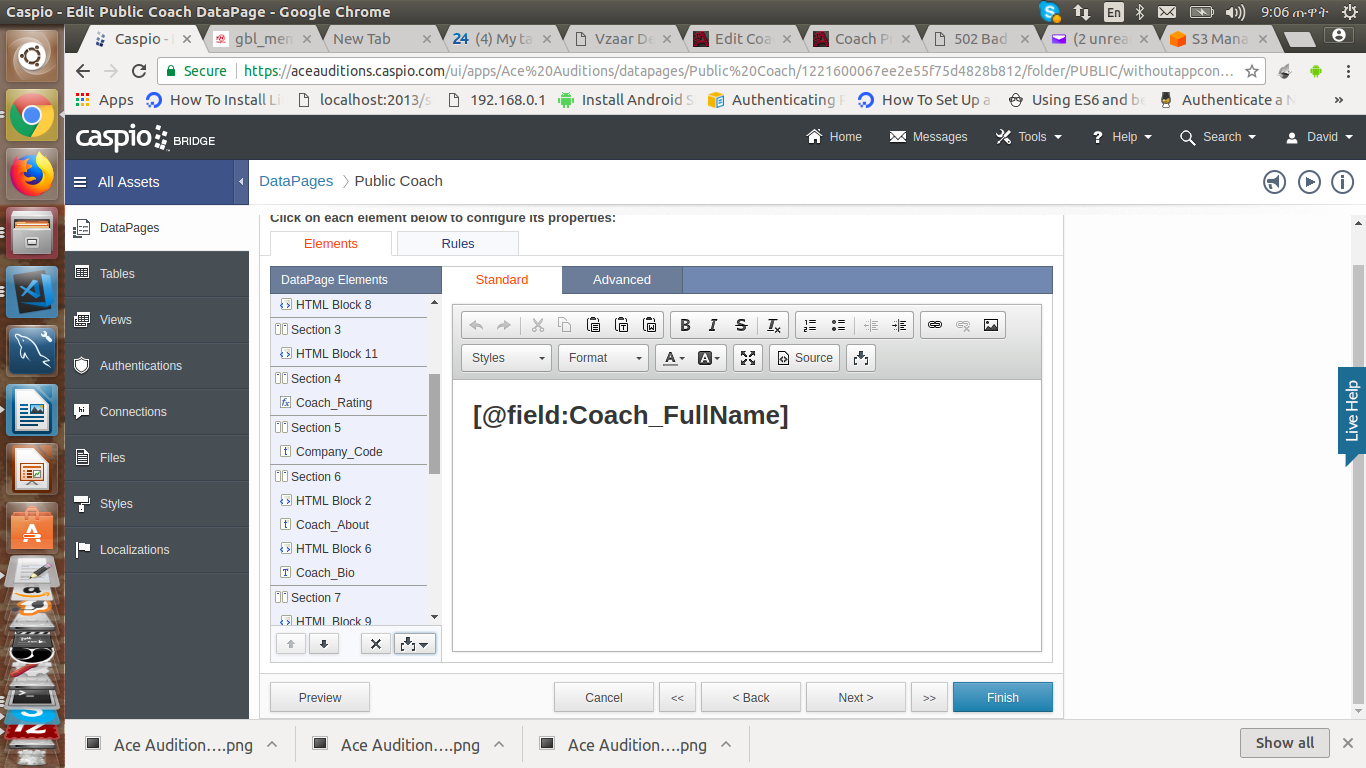 Caspio - Edit Public Coach DataPage - Google Chrome
En
9:06 ጡዋት
Caspio -
gbl_men
New Tab
24 (4) My ta
Vzaar De
Edit Coa
Coach Pr
502 Bad
(2 unrea
S3 Mana
Secure
https://aceauditions.caspio.com/ui/apps/Ace%20Auditions/datapages/Public%20Coach/1221600067ee2e55f75d4828b812/folder/PUBLIC/withoutappcon...
Apps
How To Install Li
localhost:2013/s
192.168.0.1
Install Android S
Authenticating
How To Set Up a
Using ES6 and be
Authenticate a N
»
caspio BRIDGE
Home
Messages
Tools
Help
Search
David
All Assets
DataPages
Public Coach
DataPages
Tables
Views
Authentications
Connections
Files
Styles
Localizations
Click on each element below to configure its properties:
Elements
Rules
DataPage Elements
Standard
Advanced
HTML Block 8
Section 3
HTML Block 11
Section 4
Coach_Rating
Section 5
Company_Code
Section 6
HTML Block 2
Coach_About
HTML Block 6
Coach_Bio
Section 7
HTML Block 9
Styles
Format
Source
[@field:Coach_FullName]
Live Help
Preview
Cancel
<<
< Back
Next >
>>
Finish
Ace Audition....png
Ace Audition....png
Ace Audition....png
Show all